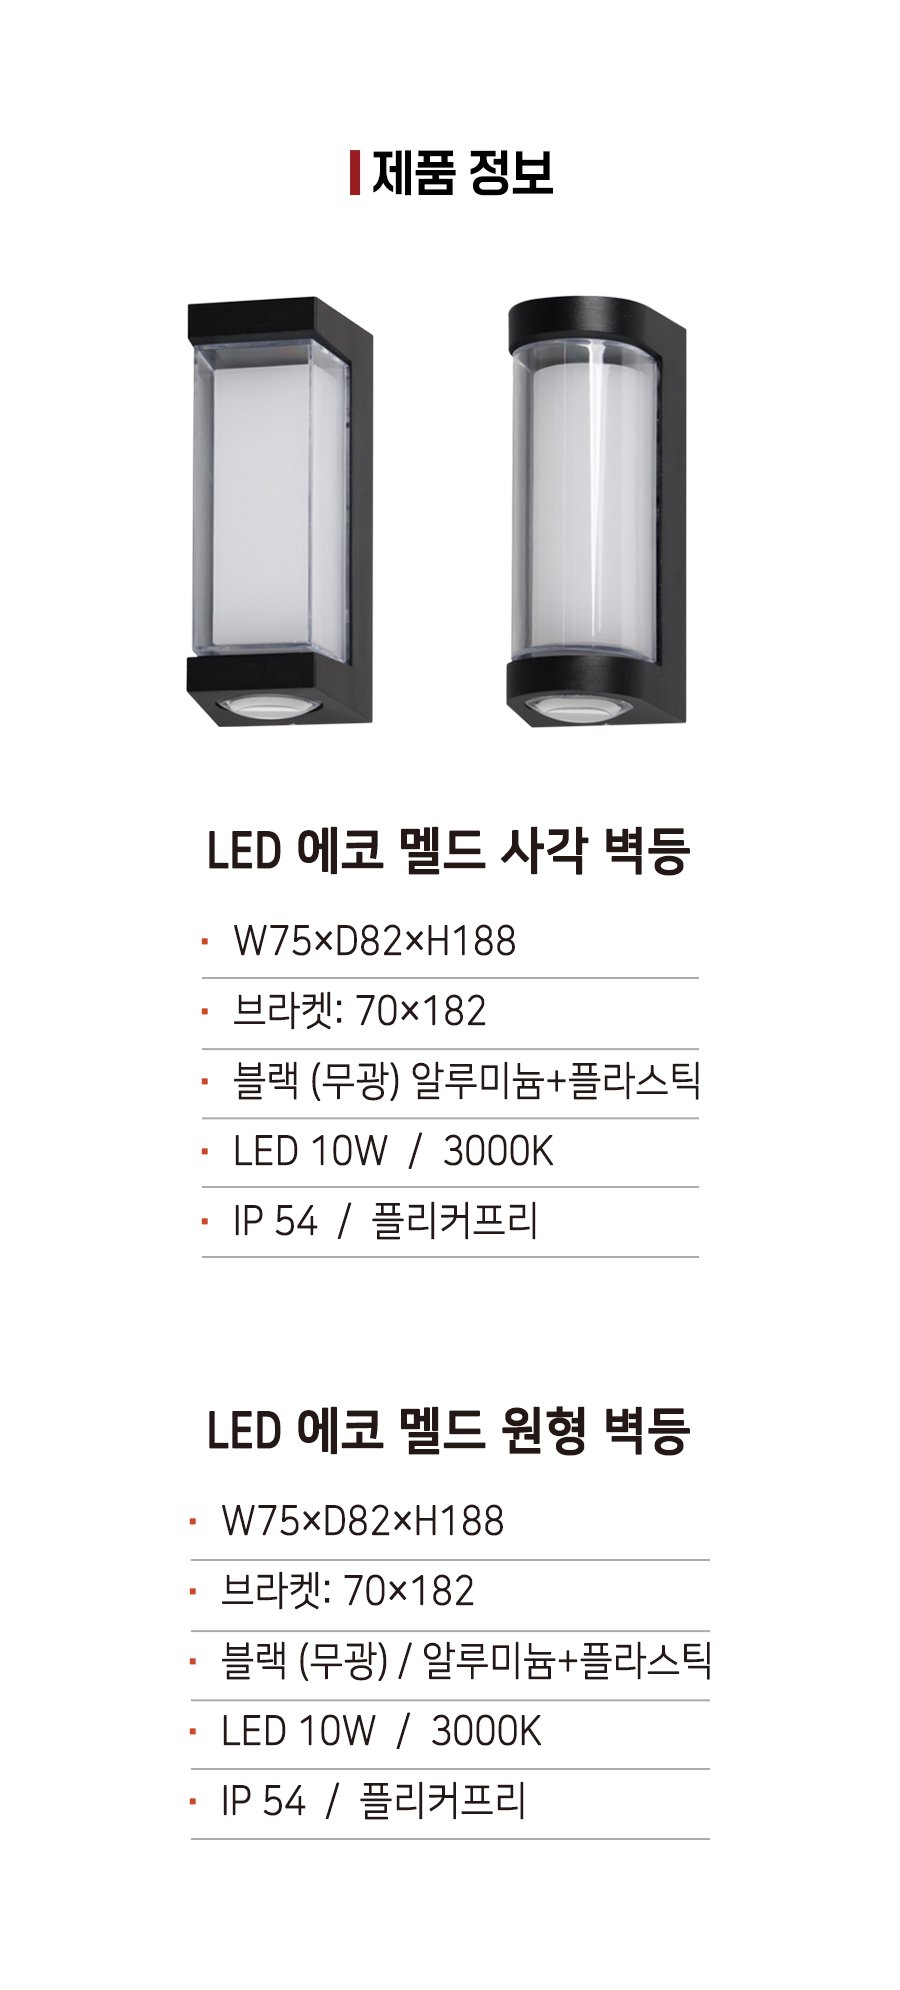 제품 정보
LED 에코 멜드 사각 벽등
· W75×D82×H188
· 브라켓: 70×182
· 블랙 (무광) 알루미늄+플라스틱
· LED 10W / 3000K
· IP 54 / 플리커프리
LED 에코 멜드 원형 벽등
· W75×D82×H188
· 브라켓: 70×182
· 블랙 (무광) / 알루미늄+플라스틱
· LED 10W / 3000K
· IP 54 / 플리커프리